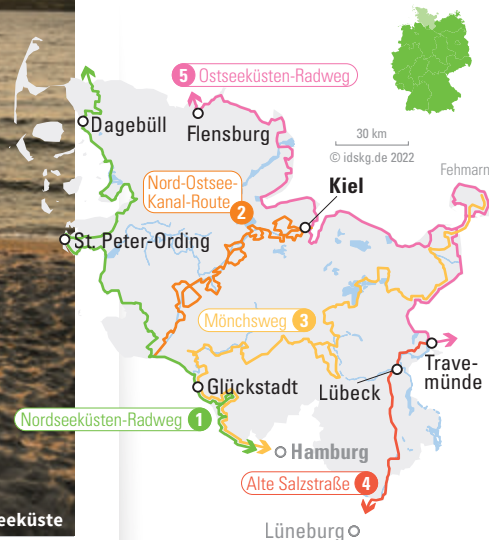 5 Ostseeküsten-Radweg
Dagebüll
Flensburg
30 km
© idskg.de 2022
Fehmarn
Nord-Ostsee-
Kanal-Route
2
Kiel
St. Peter-Ording
Mönchsweg 3
Trave-
münde
Glückstadt
Lübeck
Nordseeküsten-Radweg 1
Hamburg
Alte Salzstraße 4
eeküste
Lüneburg